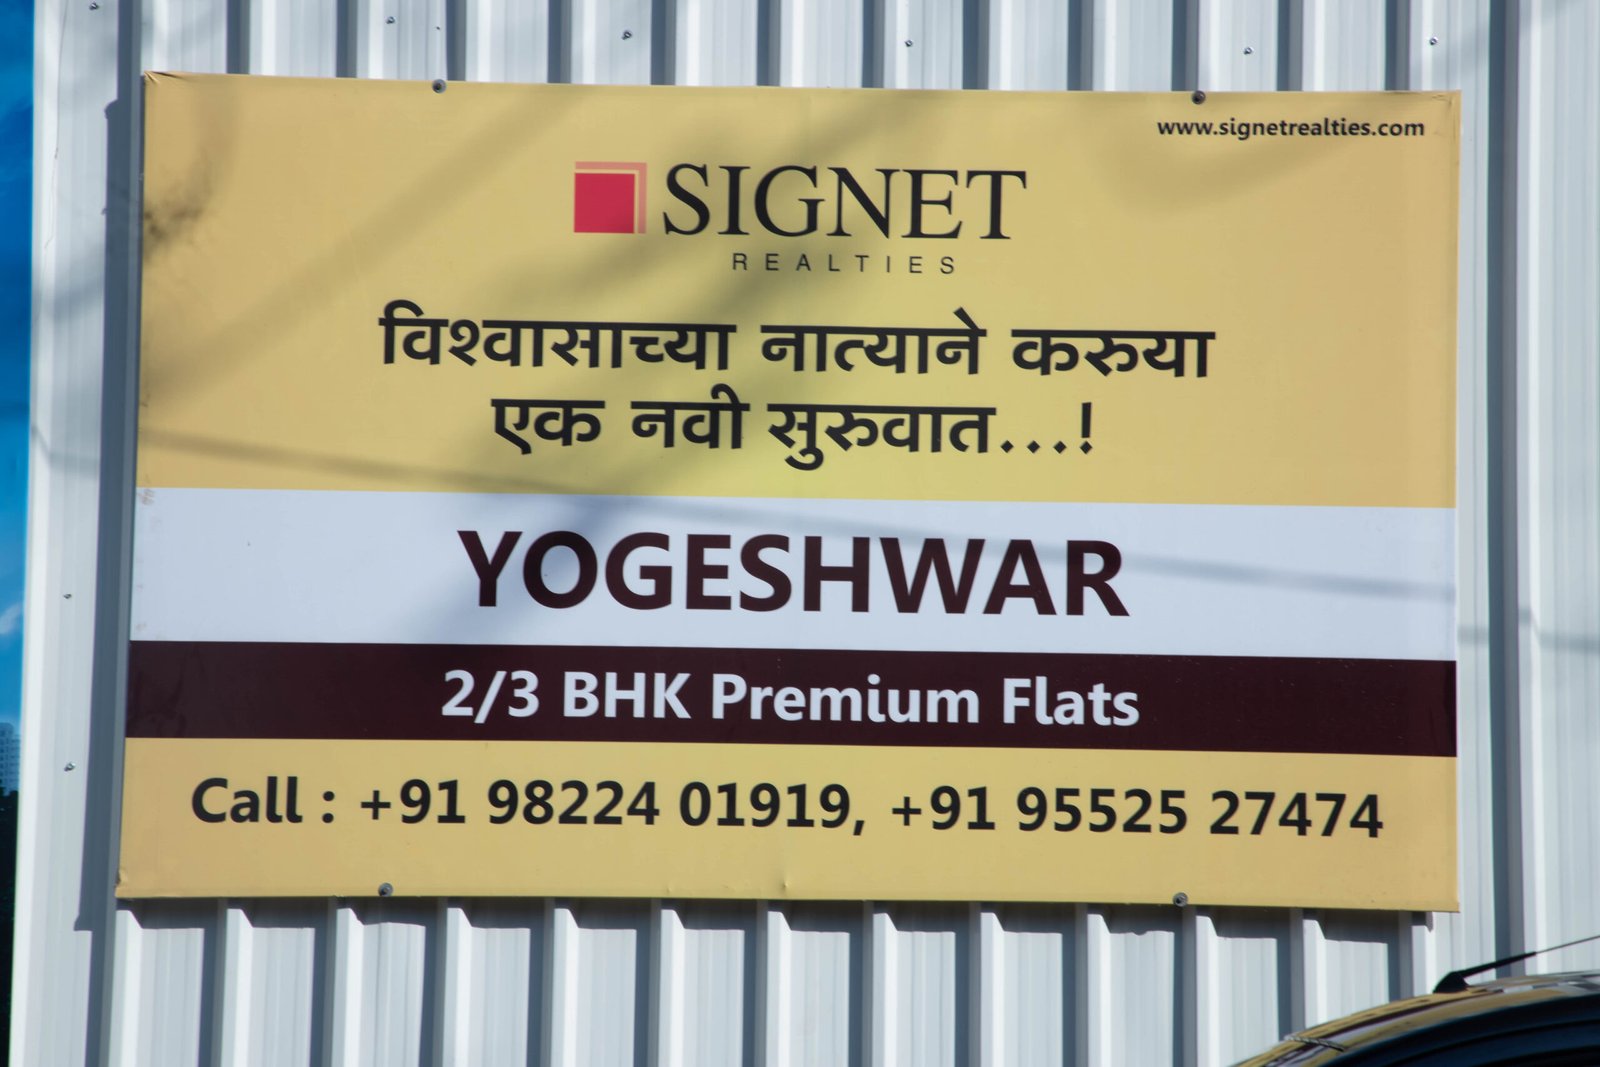 www.signetrealties.com
SIGNET
REALTIES
विश्वासाच्या नात्याने करुया
एक नवी सुरुवात...!
YOGESHWAR
2/3 BHK Premium Flats
Call : +91 98224 01919, +91 95525 27474